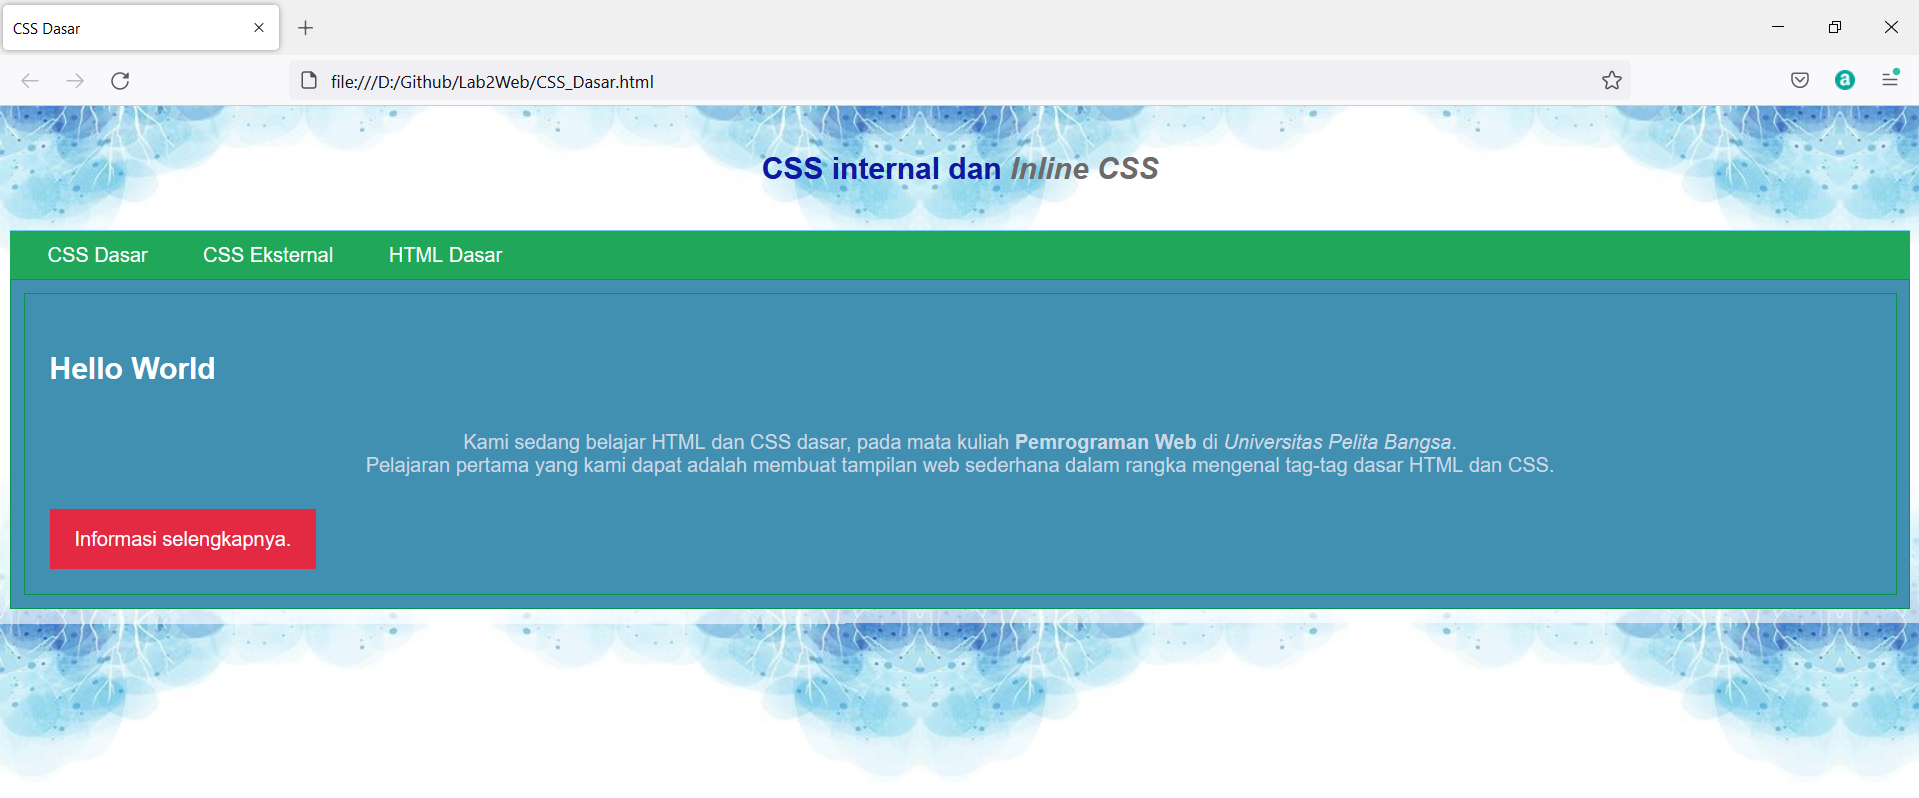 CSS Dasar
file:///D:/Github/Lab2Web/CSS_Dasar.html
CSS internal dan Inline CSS
CSS Dasar CSS Eksternal HTML Dasar
Hello World
Kami sedang belajar HTML dan CSS dasar, pada mata kuliah Pemrograman Web di Universitas Pelita Bangsa.
Pelajaran pertama yang kami dapat adalah membuat tampilan web sederhana dalam rangka mengenal tag-tag dasar HTML dan CSS.
Informasi selengkapnya.